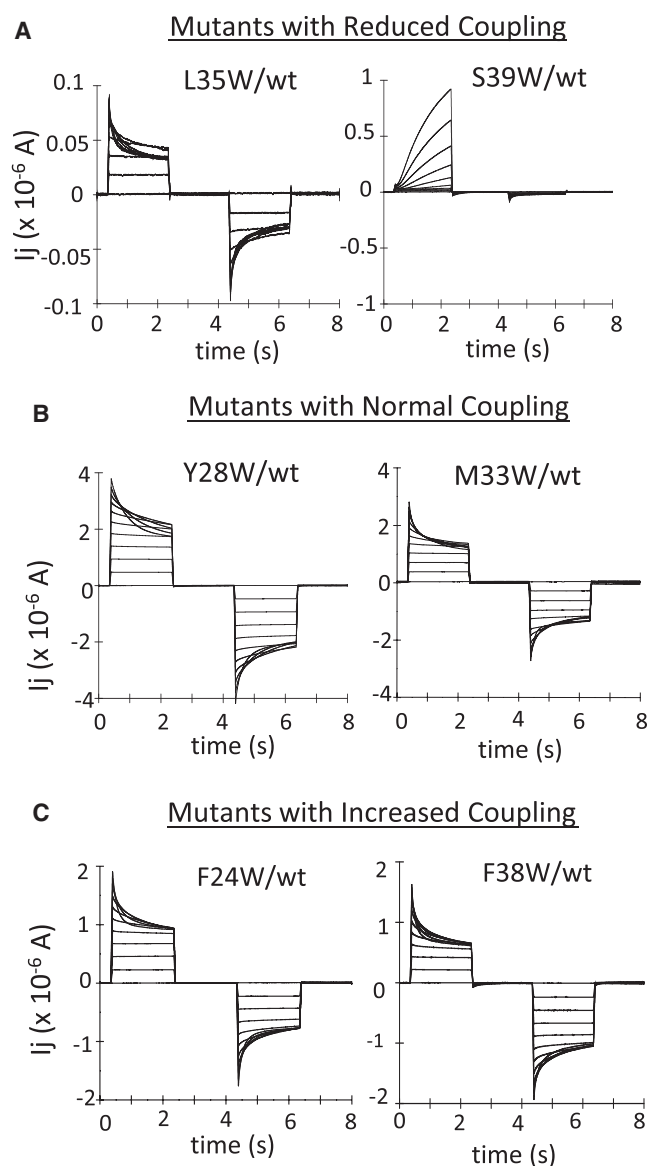 A
Mutants with Reduced Coupling
L35W/wt
S39W/wt
Ij (x 10-6 A)
0.1
0.05
0
-0.05
-0.1
0 2 4 6 8
time (s)
1
0.5
0
-0.5
-1
0 2 4 6 8
time (s)
B
Mutants with Normal Coupling
Y28W/wt
M33W/wt
Ij (x 10-6 A)
4
2
0
-2
-4
0 2 4 6 8
time (s)
4
2
0
-2
-4
0 2 4 6 8
time (s)
C
Mutants with Increased Coupling
F24W/wt
F38W/wt
Ij (x 10-6 A)
2
1
0
-1
-2
0 2 4 6 8
time (s)
2
1
0
-1
-2
0 2 4 6 8
time (s)